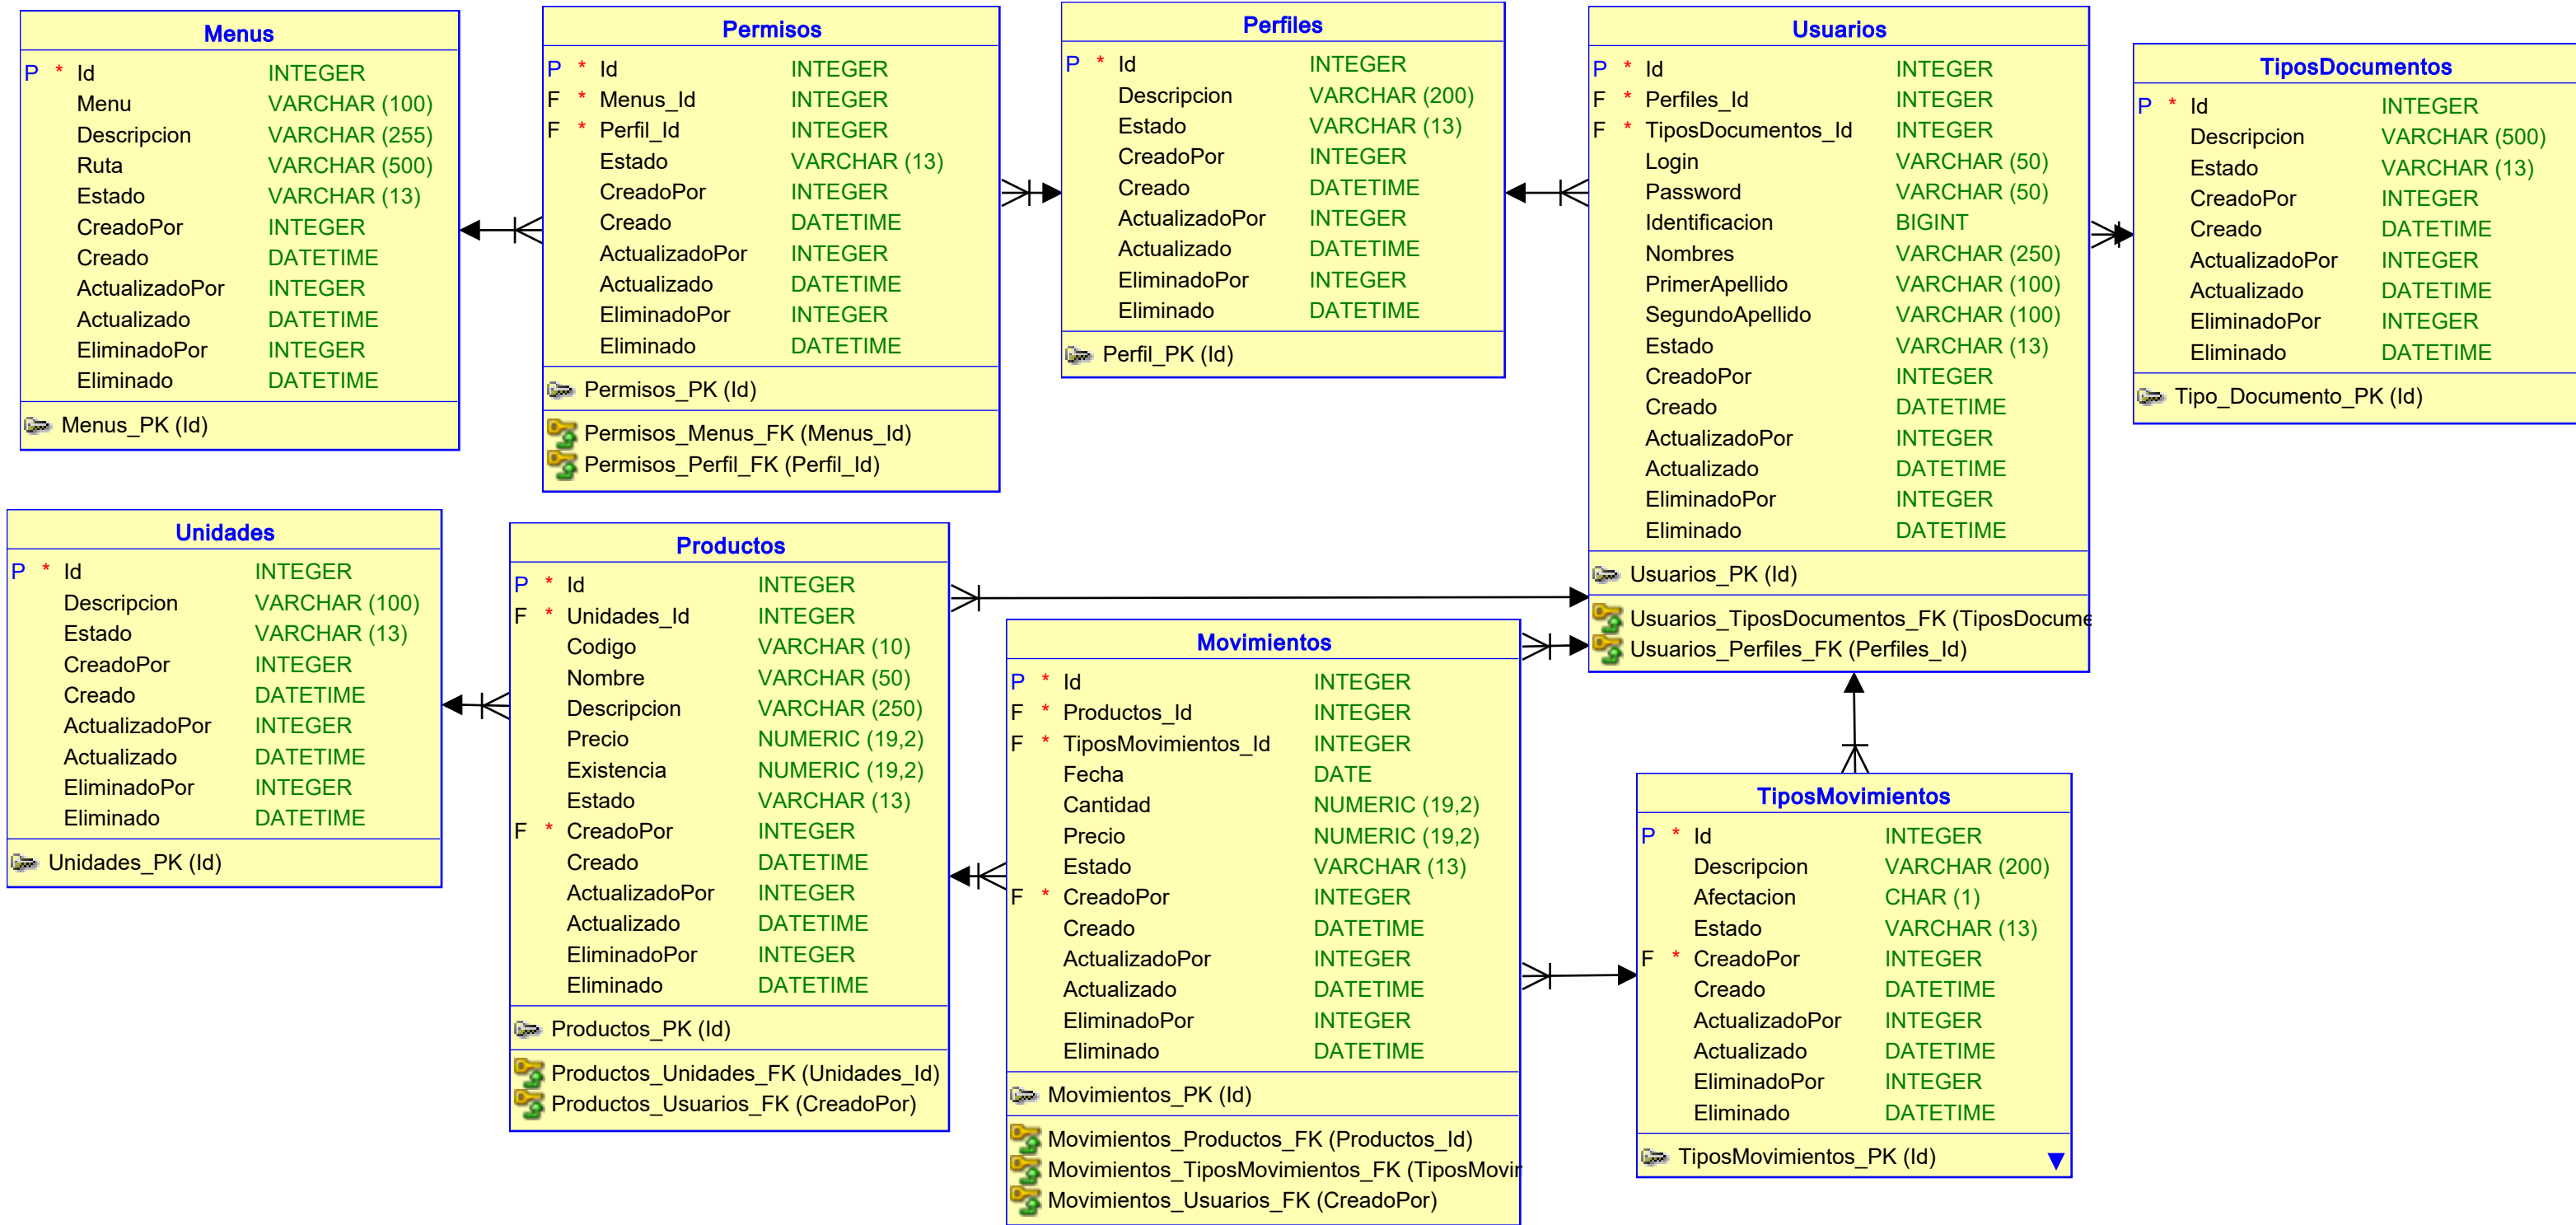 Menus
P * Id INTEGER
Menu VARCHAR (100)
Descripcion VARCHAR (255)
Ruta VARCHAR (500)
Estado VARCHAR (13)
CreadoPor INTEGER
Creado DATETIME
ActualizadoPor INTEGER
Actualizado DATETIME
EliminadoPor INTEGER
Eliminado DATETIME
Menus_PK (Id)
Permisos
P * Id INTEGER
F * Menus_Id INTEGER
F * Perfil_Id INTEGER
Estado VARCHAR (13)
CreadoPor INTEGER
Creado DATETIME
ActualizadoPor INTEGER
Actualizado DATETIME
EliminadoPor INTEGER
Eliminado DATETIME
Permisos_PK (Id)
Permisos_Menus_FK (Menus_Id)
Permisos_Perfil_FK (Perfil_Id)
Perfiles
P * Id INTEGER
Descripcion VARCHAR (200)
Estado VARCHAR (13)
CreadoPor INTEGER
Creado DATETIME
ActualizadoPor INTEGER
Actualizado DATETIME
EliminadoPor INTEGER
Eliminado DATETIME
Perfil_PK (Id)
Usuarios
P * Id INTEGER
F * Perfiles_Id INTEGER
F * TiposDocumentos_Id INTEGER
Login VARCHAR (50)
Password VARCHAR (50)
Identificacion BIGINT
Nombres VARCHAR (250)
PrimerApellido VARCHAR (100)
SegundoApellido VARCHAR (100)
Estado VARCHAR (13)
CreadoPor INTEGER
Creado DATETIME
ActualizadoPor INTEGER
Actualizado DATETIME
EliminadoPor INTEGER
Eliminado DATETIME
Usuarios_PK (Id)
Usuarios_TiposDocumentos_FK (TiposDocume
Usuarios_Perfiles_FK (Perfiles_Id)
TiposDocumentos
P * Id INTEGER
Descripcion VARCHAR (500)
Estado VARCHAR (13)
CreadoPor INTEGER
Creado DATETIME
ActualizadoPor INTEGER
Actualizado DATETIME
EliminadoPor INTEGER
Eliminado DATETIME
Tipo_Documento_PK (Id)
Unidades
P * Id INTEGER
Descripcion VARCHAR (100)
Estado VARCHAR (13)
CreadoPor INTEGER
Creado DATETIME
ActualizadoPor INTEGER
Actualizado DATETIME
EliminadoPor INTEGER
Eliminado DATETIME
Unidades_PK (Id)
Productos
P * Id INTEGER
F * Unidades_Id INTEGER
Codigo VARCHAR (10)
Nombre VARCHAR (50)
Descripcion VARCHAR (250)
Precio NUMERIC (19,2)
Existencia NUMERIC (19,2)
Estado VARCHAR (13)
F * CreadoPor INTEGER
Creado DATETIME
ActualizadoPor INTEGER
Actualizado DATETIME
EliminadoPor INTEGER
Eliminado DATETIME
Productos_PK (Id)
Productos_Unidades_FK (Unidades_Id)
Productos_Usuarios_FK (CreadoPor)
Movimientos
P * Id INTEGER
F * Productos_Id INTEGER
F * TiposMovimientos_Id INTEGER
Fecha DATE
Cantidad NUMERIC (19,2)
Precio NUMERIC (19,2)
Estado VARCHAR (13)
F * CreadoPor INTEGER
Creado DATETIME
ActualizadoPor INTEGER
Actualizado DATETIME
EliminadoPor INTEGER
Eliminado DATETIME
Movimientos_PK (Id)
Movimientos_Productos_FK (Productos_Id)
Movimientos_TiposMovimientos_FK (TiposMovir
Movimientos_Usuarios_FK (CreadoPor)
TiposMovimientos
P * Id INTEGER
Descripcion VARCHAR (200)
Afectacion CHAR (1)
Estado VARCHAR (13)
F * CreadoPor INTEGER
Creado DATETIME
ActualizadoPor INTEGER
Actualizado DATETIME
EliminadoPor INTEGER
Eliminado DATETIME
TiposMovimientos_PK (Id)